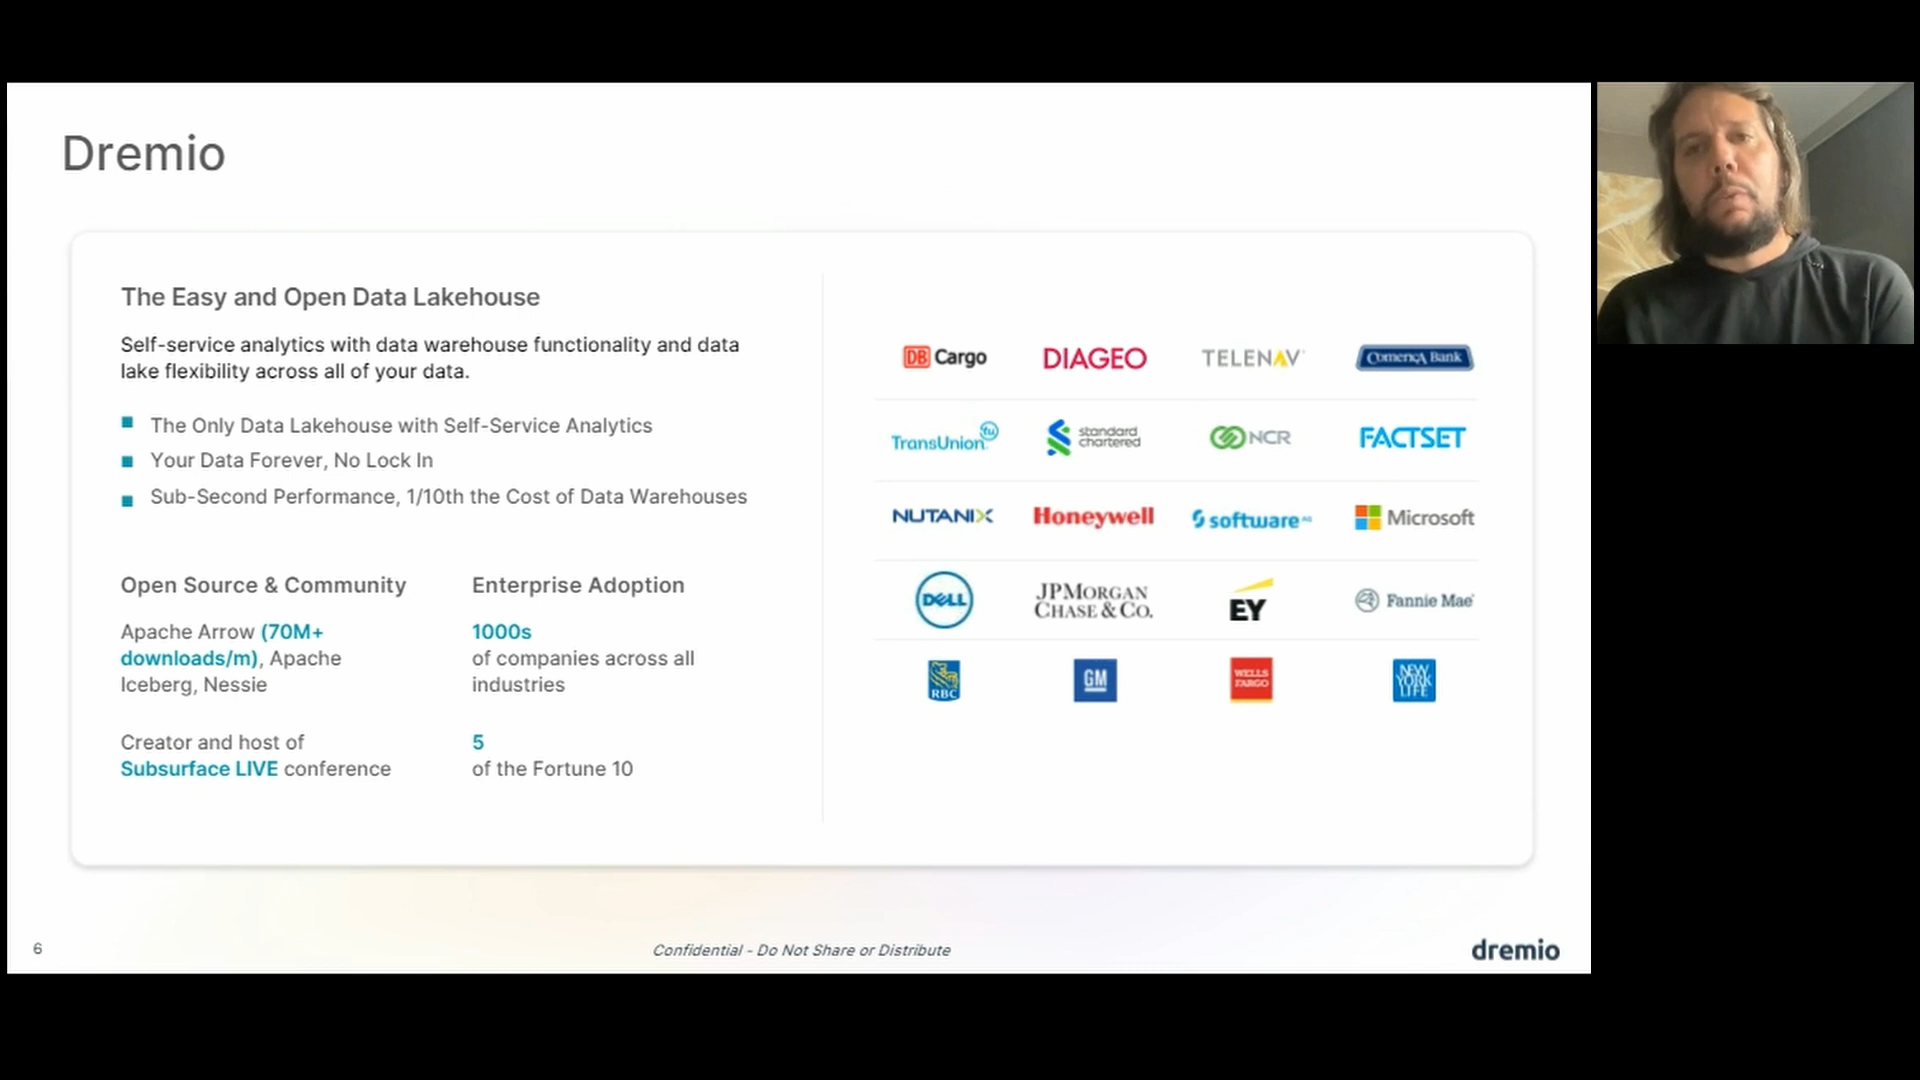 Dremio
The Easy and Open Data Lakehouse
Self-service analytics with data warehouse functionality and data
lake flexibility across all of your data.
The Only Data Lakehouse with Self-Service Analytics
Your Data Forever, No Lock In
Sub-Second Performance, 1/10th the Cost of Data Warehouses
Open Source & Community
Apache Arrow (70M+
downloads/m), Apache
Iceberg, Nessie
Creator and host of
Subsurface LIVE conference
Enterprise Adoption
1000s
of companies across all
industries
5
of the Fortune 10
DB Cargo
DIAGEO
TELENAV
Comerica Bank
TransUnion tu
standard
chartered
NCR
FACTSET
NUTANIX
Honeywell
software AG
Microsoft
DELL
JPMORGAN
CHASE & CO.
EY
Fannie Mae
RBC
GM
WELLS
FARGO
NEW
YORK
LIFE
6
Confidential - Do Not Share or Distribute
dremio